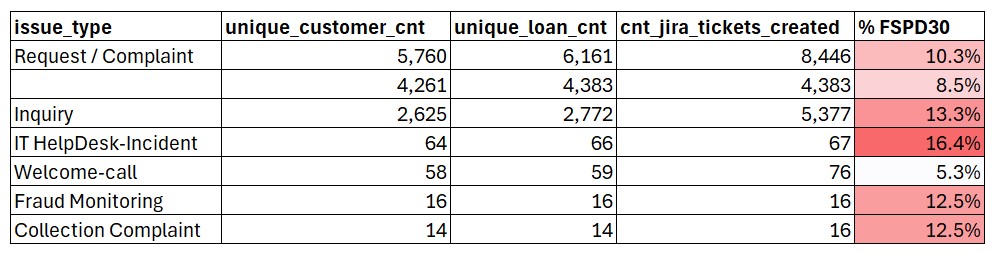 issue_type unique_customer_cnt unique_loan_cnt cnt_jira_tickets_created % FSPD30
Request / Complaint 5,760 6,161 8,446 10.3%
4,261 4,383 4,383 8.5%
Inquiry 2,625 2,772 5,377 13.3%
IT HelpDesk-Incident 64 66 67 16.4%
Welcome-call 58 59 76 5.3%
Fraud Monitoring 16 16 16 12.5%
Collection Complaint 14 14 16 12.5%